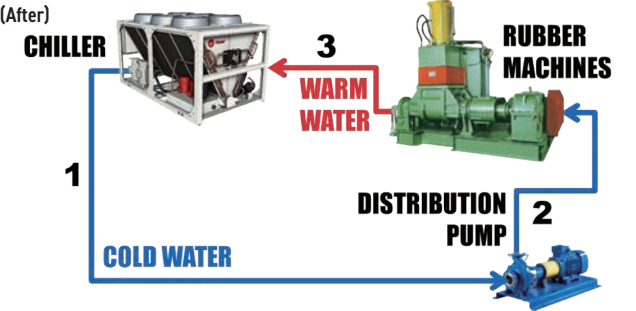 (After)
CHILLER
3
RUBBER
MACHINES
WARM
WATER
1
DISTRIBUTION
PUMP
2
COLD WATER